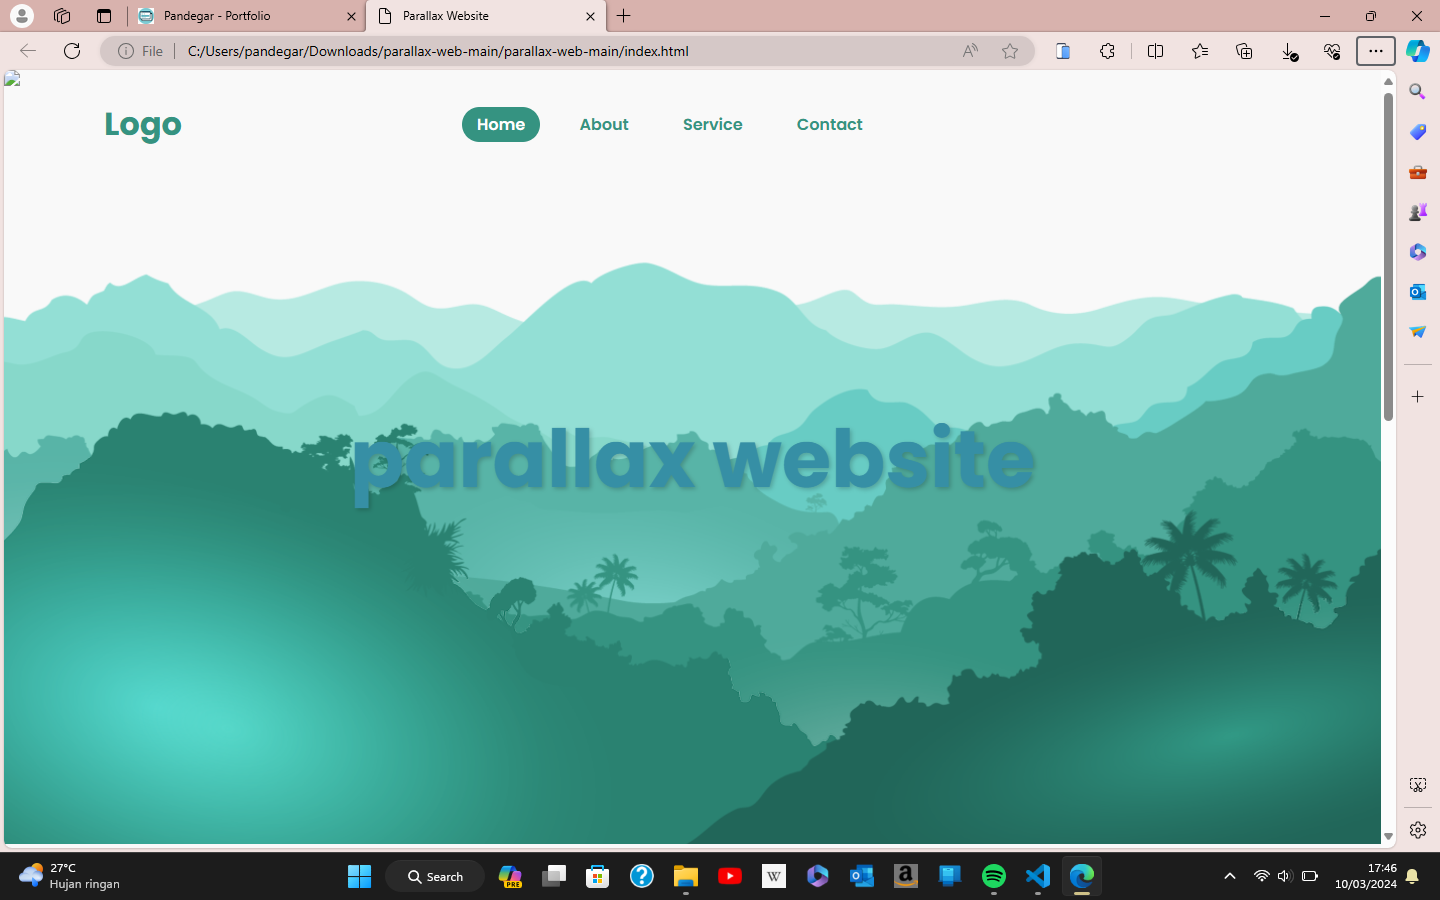 Pandegar - Portfolio
Parallax Website
File
C:/Users/pandegar/Downloads/parallax-web-main/parallax-web-main/index.html
Logo
Home
About
Service
Contact
parallax website
27°C
Hujan ringan
Search
PRE
W
17:46
10/03/2024